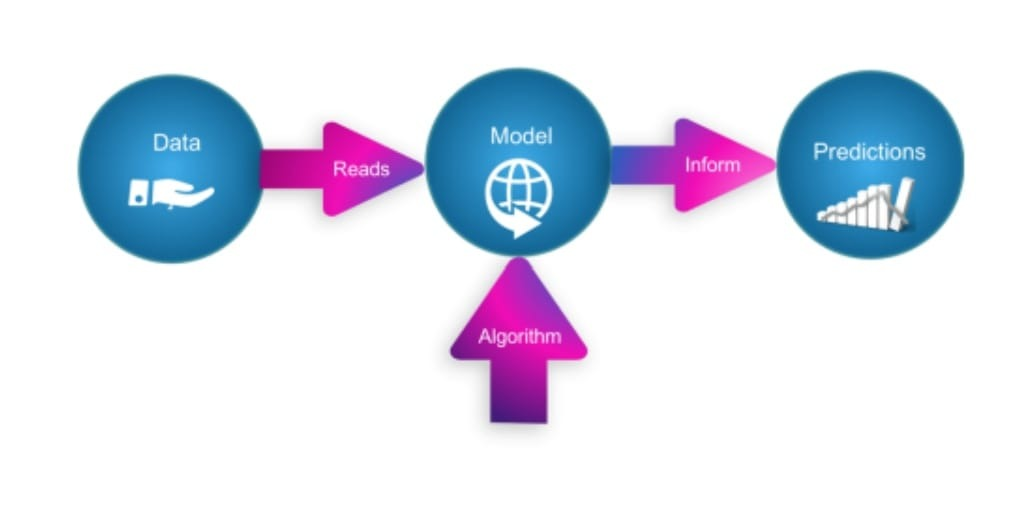 Data
Reads
Model
Inform
Predictions
Algorithm